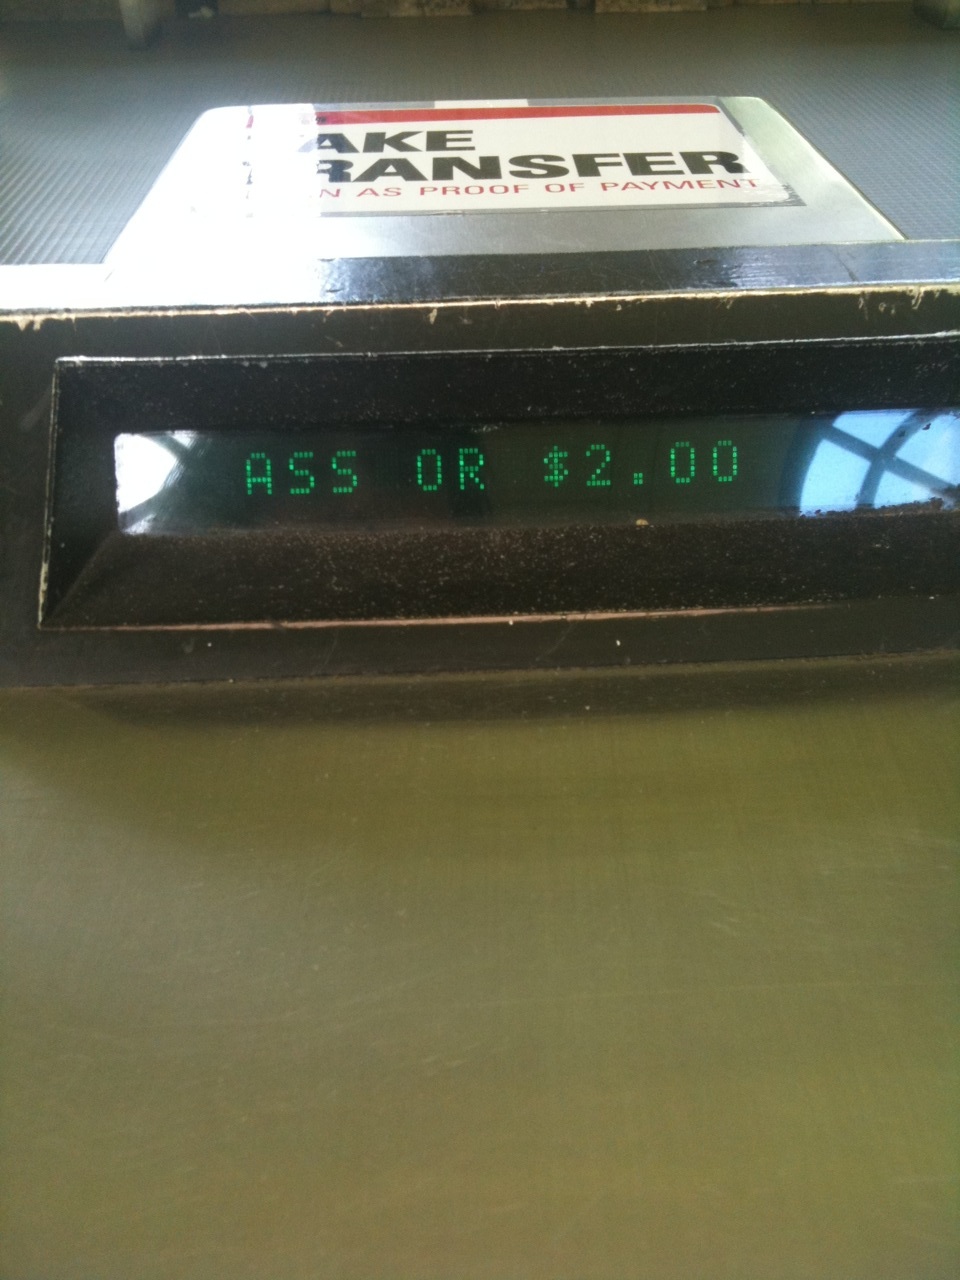 AKE
RANSFER
N AS PROOF OF PAYMENT
ASS OR $2.00